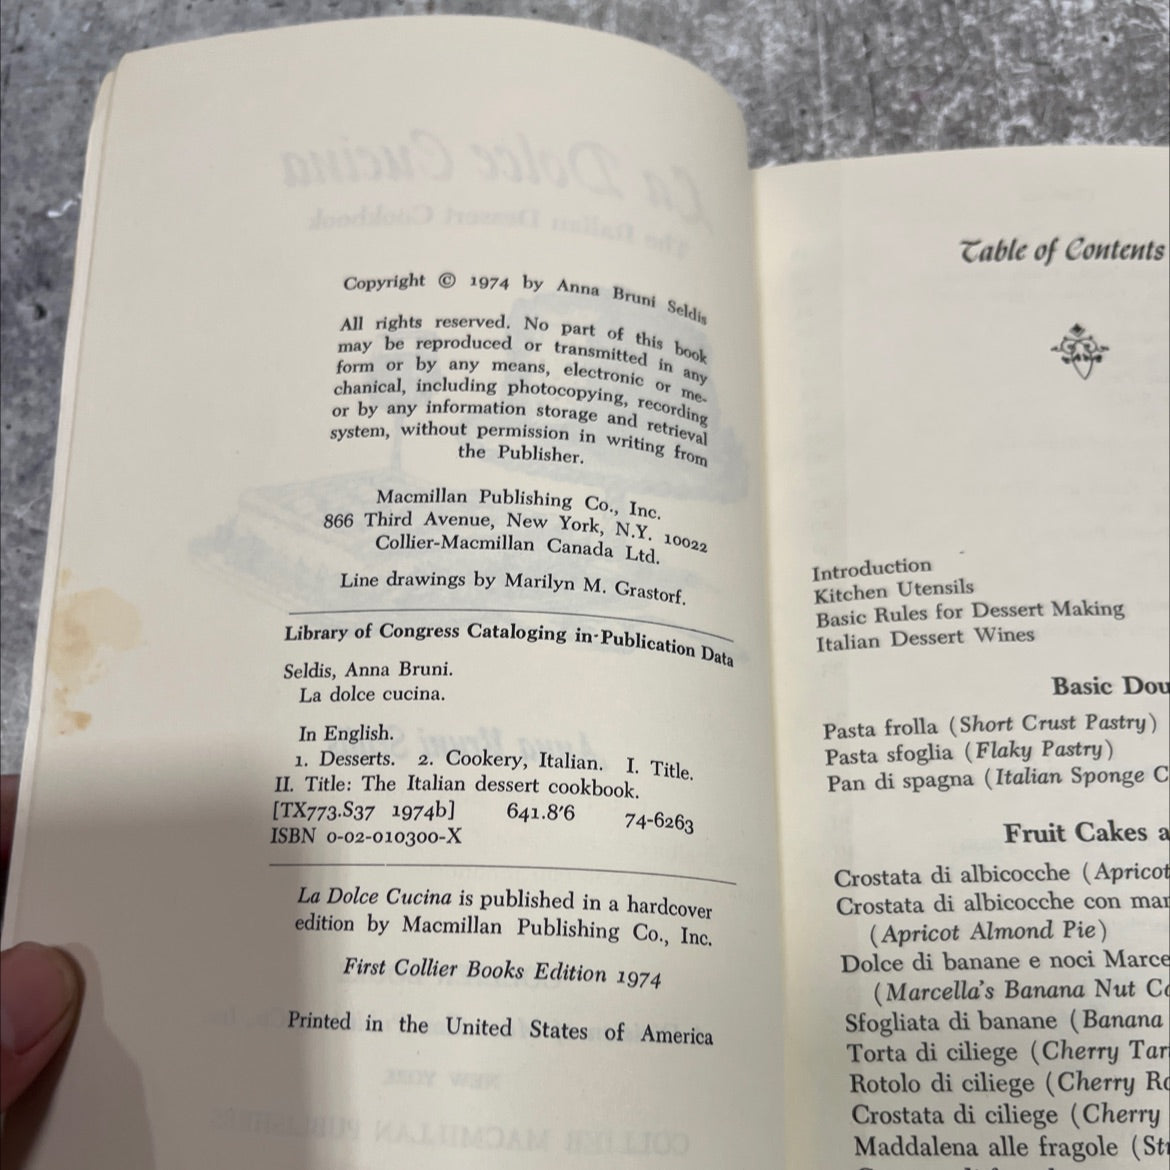 Copyright © 1974 by Anna Bruni Seldis
All rights reserved. No part of this book
may be reproduced or transmitted in any
form or by any means, electronic or me-
chanical, including photocopying, recording
or by any information storage and retrieval
system, without permission in writing from
the Publisher.
Macmillan Publishing Co., Inc.
866 Third Avenue, New York, N.Y. 10022
Collier-Macmillan Canada Ltd.
Line drawings by Marilyn M. Grastorf.
Library of Congress Cataloging in-Publication Data
Seldis, Anna Bruni.
La dolce cucina.
In English.
1. Desserts. 2. Cookery, Italian. I. Title.
II. Title: The Italian dessert cookbook.
[TX773.S37 1974b] 641.8'6 74-6263
ISBN 0-02-010300-X
La Dolce Cucina is published in a hardcover
edition by Macmillan Publishing Co., Inc.
First Collier Books Edition 1974
Printed in the United States of America
Table of Contents
Introduction
Kitchen Utensils
Basic Rules for Dessert Making
Italian Dessert Wines
Basic Dou
Pasta frolla (Short Crust Pastry)
Pasta sfoglia (Flaky Pastry)
Pan di spagna (Italian Sponge C
Fruit Cakes a
Crostata di albicocche (Apricot
Crostata di albicocche con mar
(Apricot Almond Pie)
Dolce di banane e noci Marce
(Marcella's Banana Nut Ca
Sfogliata di banane (Banana
Torta di ciliege (Cherry Tar
Rotolo di ciliege (Cherry Ro
Crostata di ciliege (Cherry
Maddalena alle fragole (Str